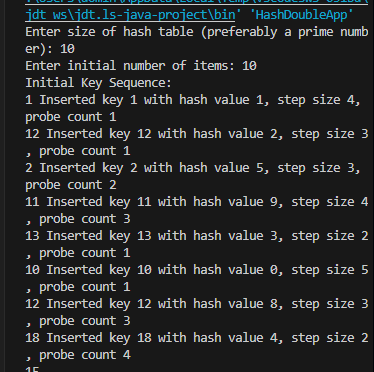 jdt_ws\jdt.ls-java-project\bin' 'HashDoubleApp'
Enter size of hash table (preferably a prime numb
er): 10
Enter initial number of items: 10
Initial Key Sequence:
1 Inserted key 1 with hash value 1, step size 4,
probe count 1
12 Inserted key 12 with hash value 2, step size 3
, probe count 1
2 Inserted key 2 with hash value 5, step size 3,
probe count 2
11 Inserted key 11 with hash value 9, step size 4
, probe count 3
13 Inserted key 13 with hash value 3, step size 2
, probe count 1
10 Inserted key 10 with hash value 0, step size 5
, probe count 1
12 Inserted key 12 with hash value 8, step size 3
, probe count 3
18 Inserted key 18 with hash value 4, step size 2
, probe count 4
15